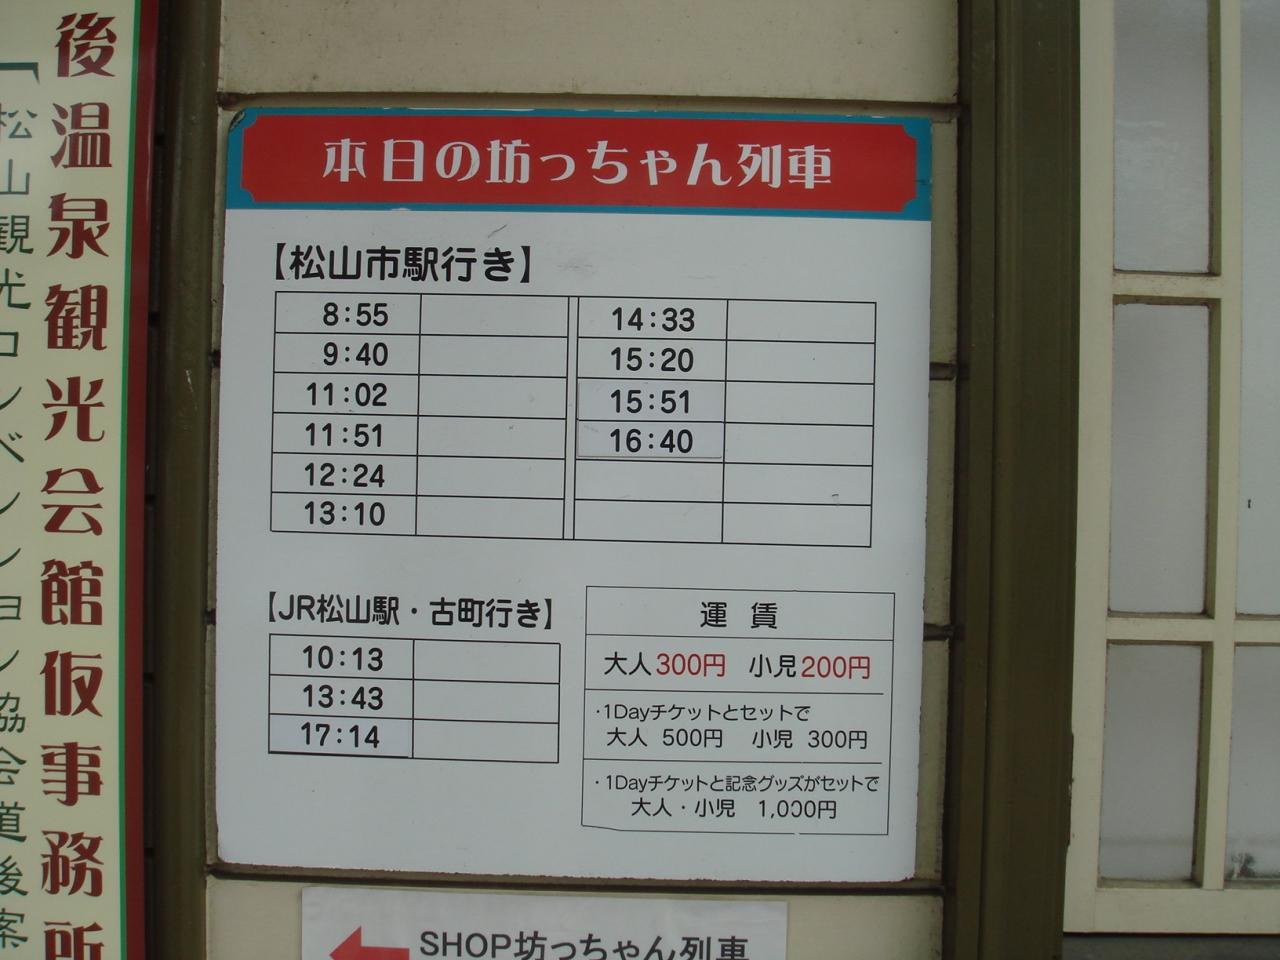 後温泉観光会館仮事務所
「松山観光コンベンション協会道後案
本日の坊っちゃん列車
【松山市駅行き】
8:55 14:33
9:40 15:20
11:02 15:51
11:51 16:40
12:24
13:10
【JR松山駅・古町行き】
10:13
13:43
17:14
運賃
大人300円 小児200円
・1Dayチケットとセットで
大人 500円 小児 300円
・1Dayチケットと記念グッズがセットで
大人・小児 1,000円
SHOP坊っちゃん列車